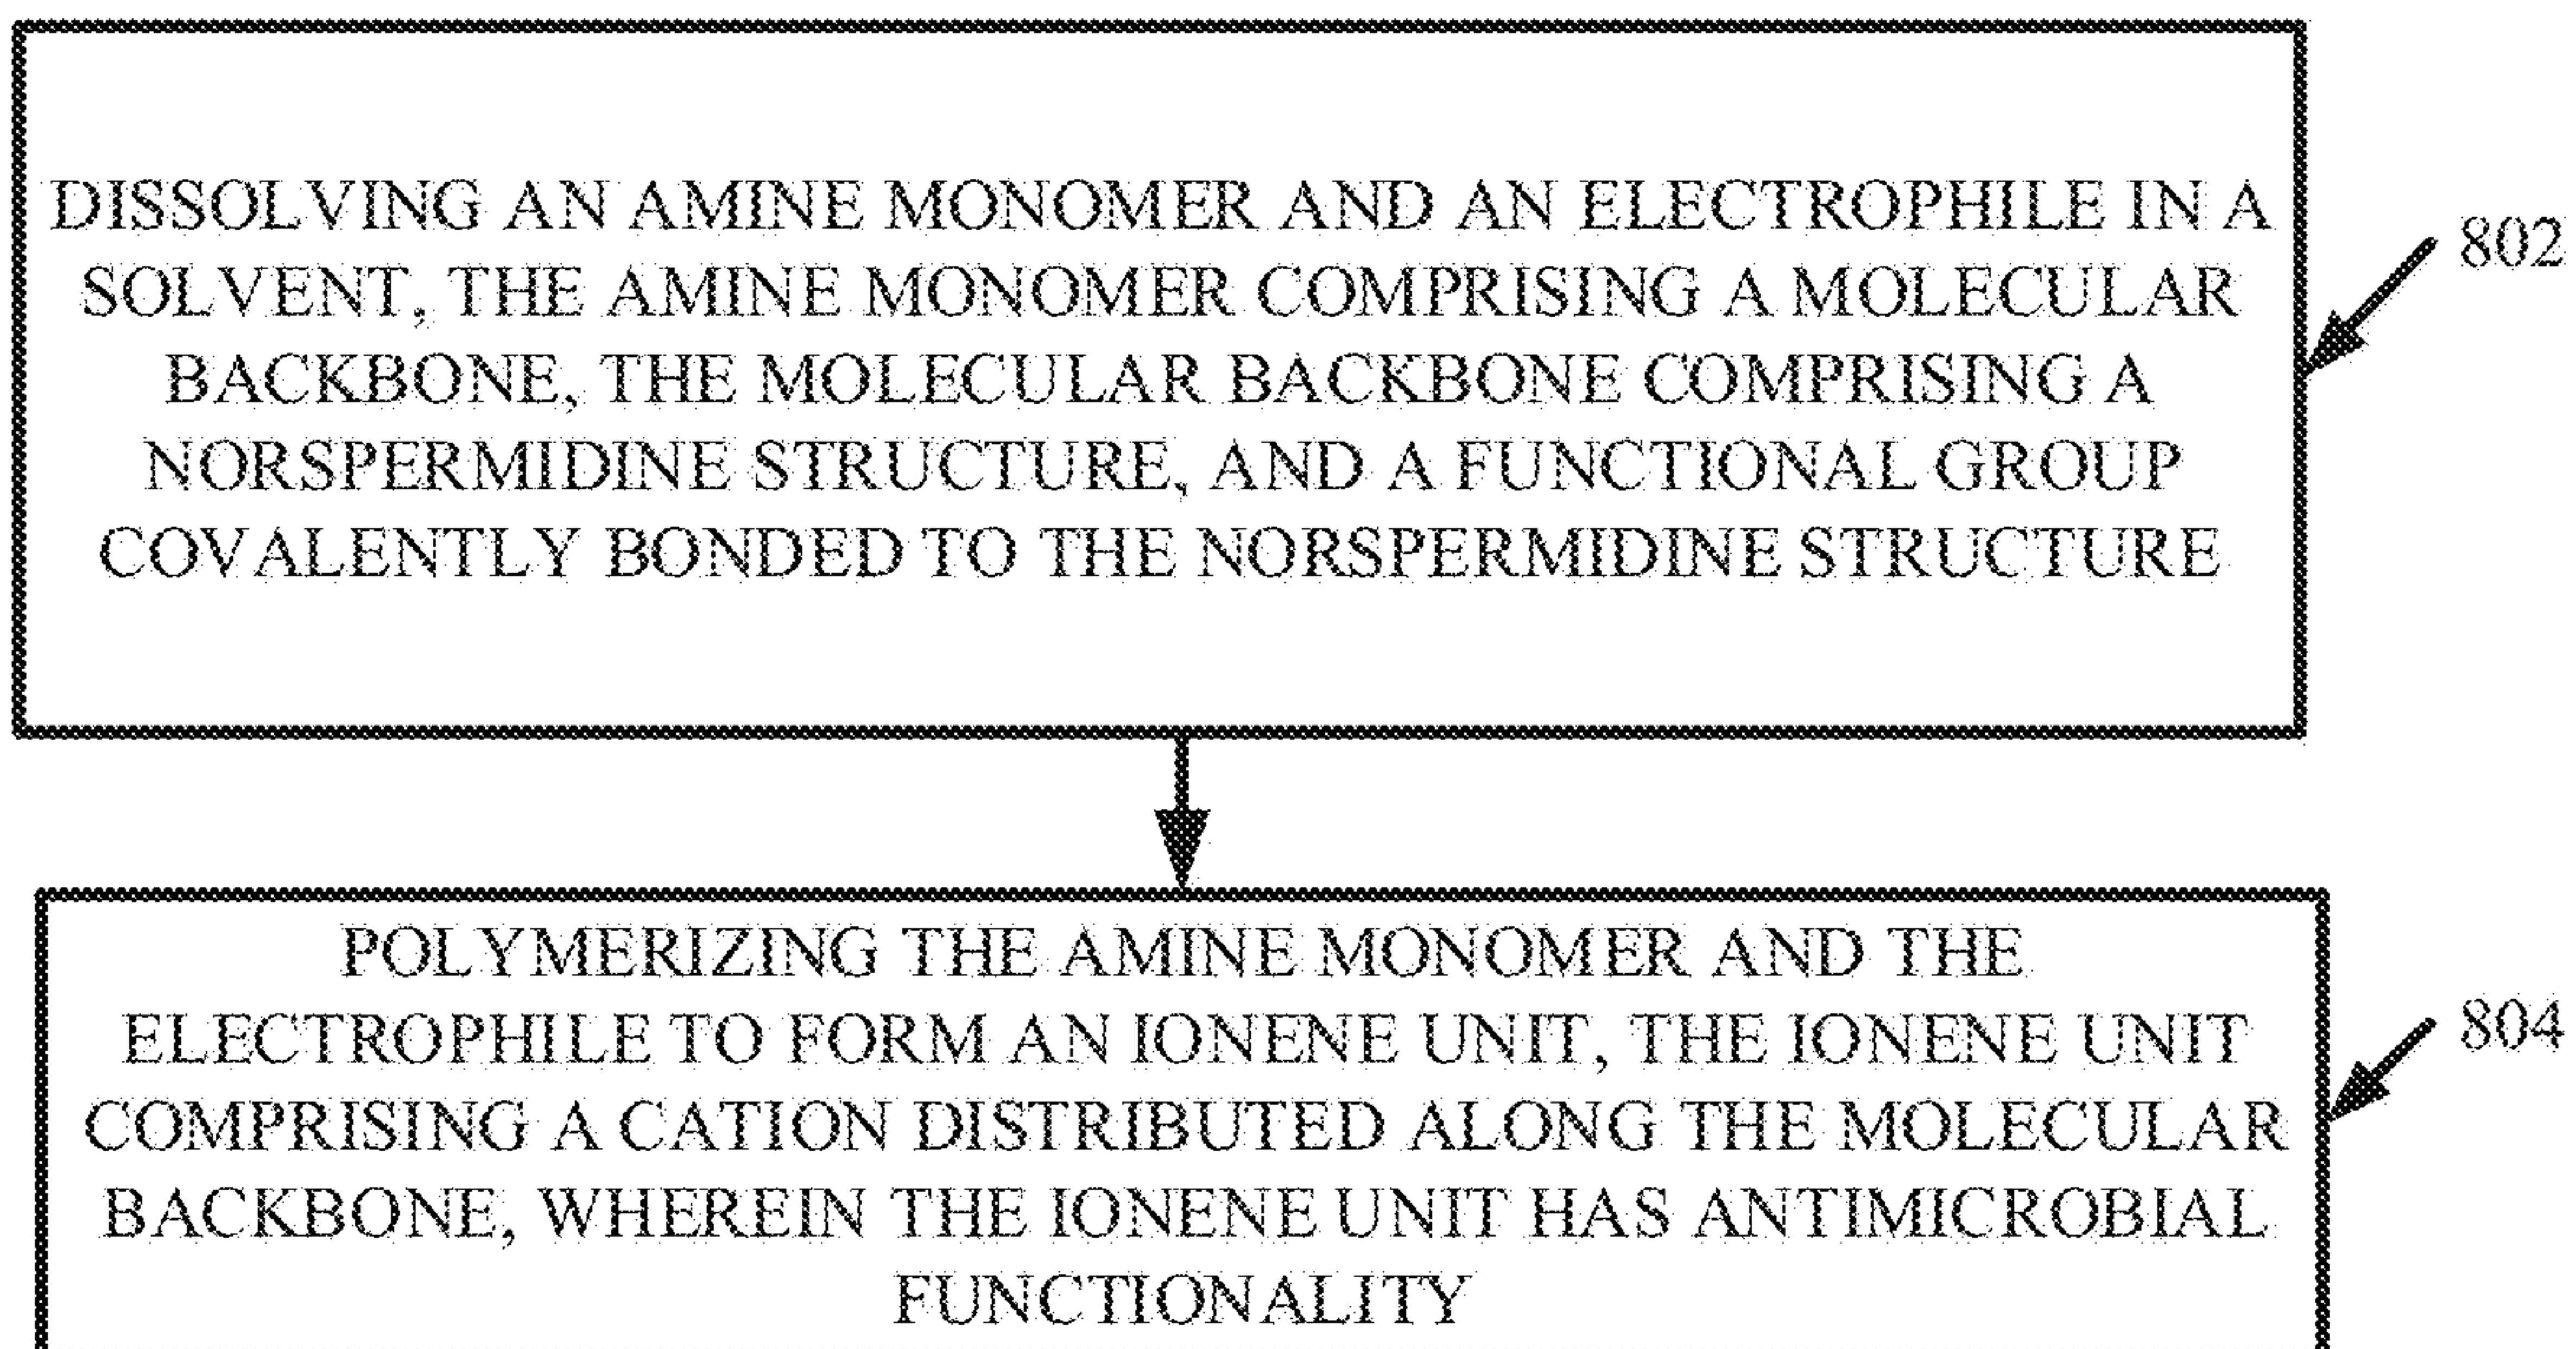 DISSOLVING AN AMINE MONOMER AND AN ELECTROPHILE IN A
SOLVENT, THE AMINE MONOMER COMPRISING A MOLECULAR
BACKBONE, THE MOLECULAR BACKBONE COMPRISING A
NORSPERMIDINE STRUCTURE, AND A FUNCTIONAL GROUP
COVALENTLY BONDED TO THE NORSPERMIDINE STRUCTURE
802
POLYMERIZING THE AMINE MONOMER AND THE
ELECTROPHILE TO FORM AN IONENE UNIT, THE IONENE UNIT
COMPRISING A CATION DISTRIBUTED ALONG THE MOLECULAR
BACKBONE, WHEREIN THE IONENE UNIT HAS ANTIMICROBIAL
FUNCTIONALITY
804